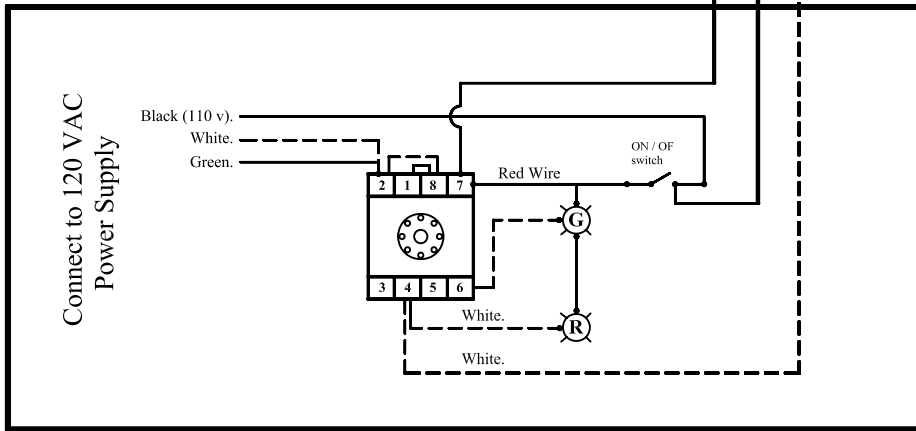 Connect to 120 VAC
Power Supply
Black (110 v).
White.
Green.
2 1 8 7
Red Wire
ON / OF
switch
G
3 4 5 6
White.
R
White.